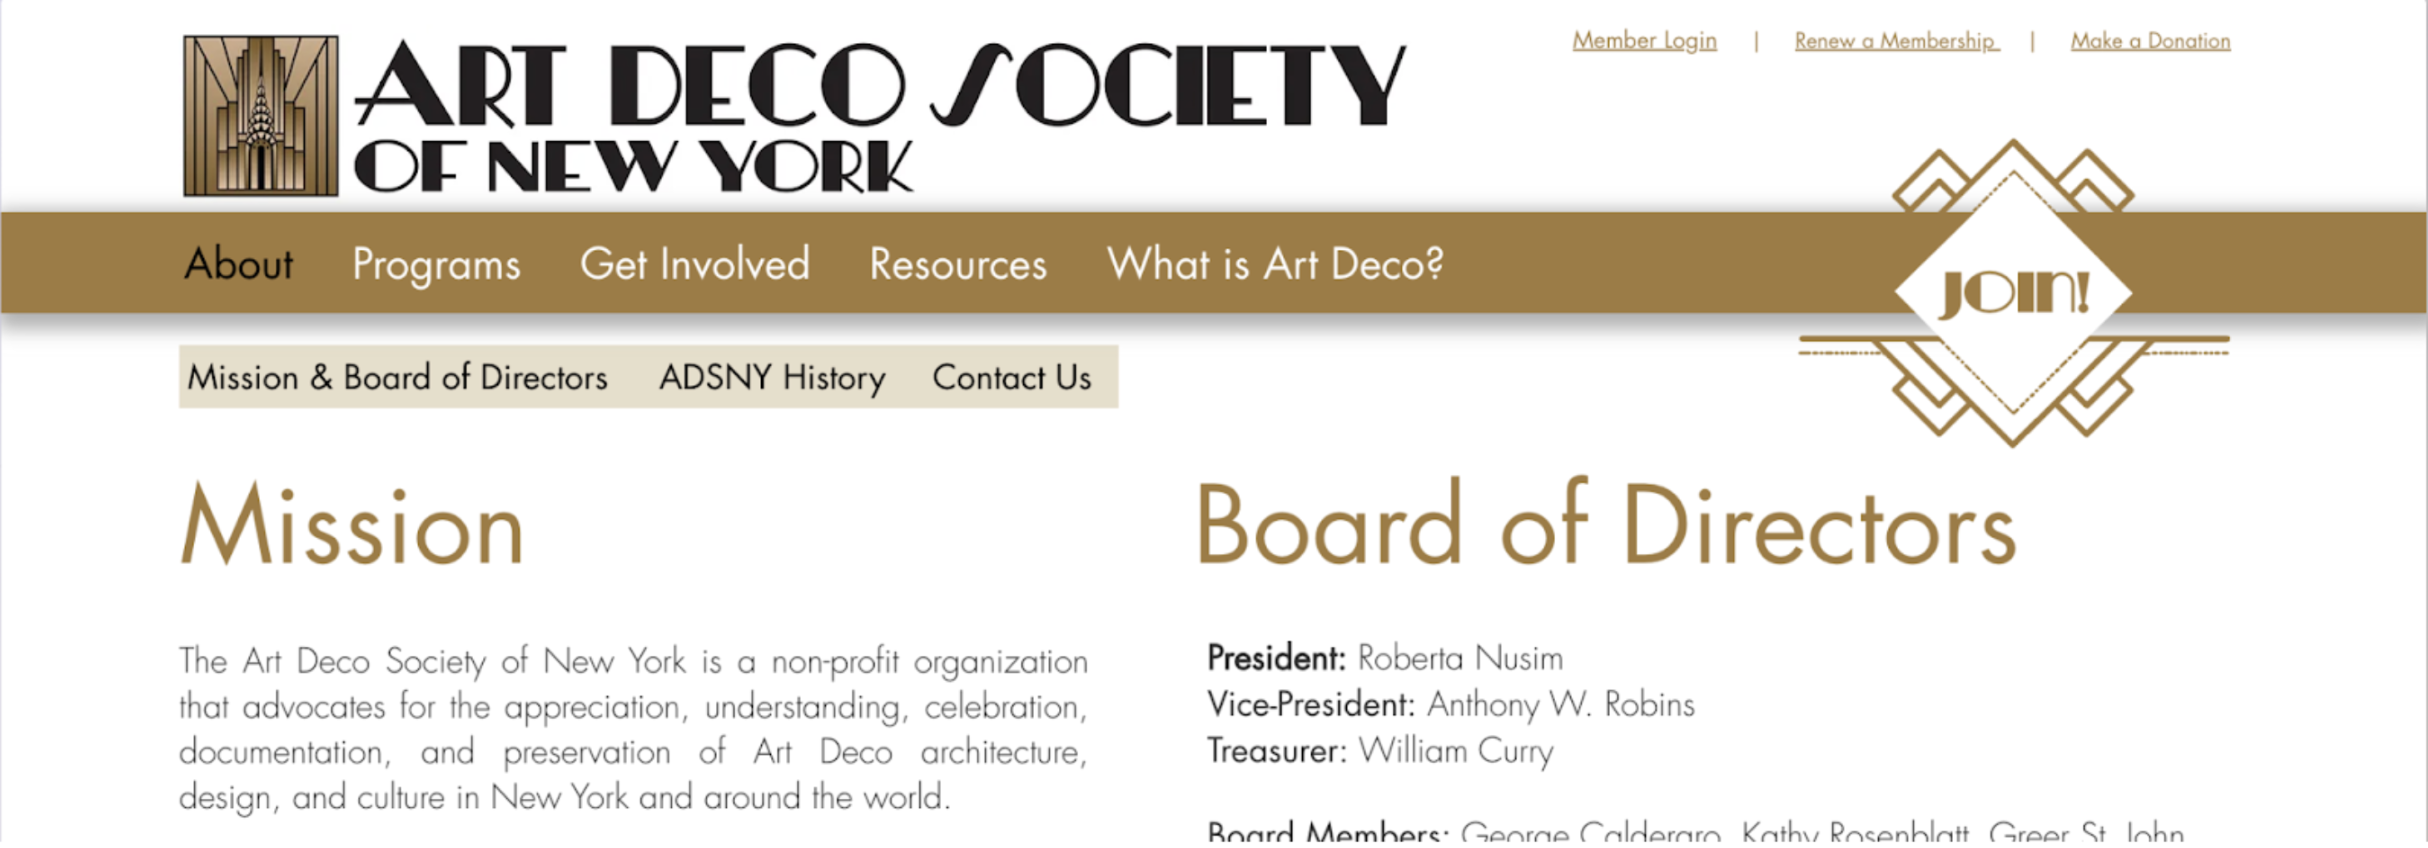 ART DECO SOCIETY
OF NEW YORK
Member Login | Renew a Membership | Make a Donation
About Programs Get Involved Resources What is Art Deco?
JOIN!
Mission & Board of Directors ADSNY History Contact Us
Mission
The Art Deco Society of New York is a non-profit organization
that advocates for the appreciation, understanding, celebration,
documentation, and preservation of Art Deco architecture,
design, and culture in New York and around the world.
Board of Directors
President: Roberta Nusim
Vice-President: Anthony W. Robins
Treasurer: William Curry
Board Members: George Calderaro, Kathy Rosenblatt, Greer St. John